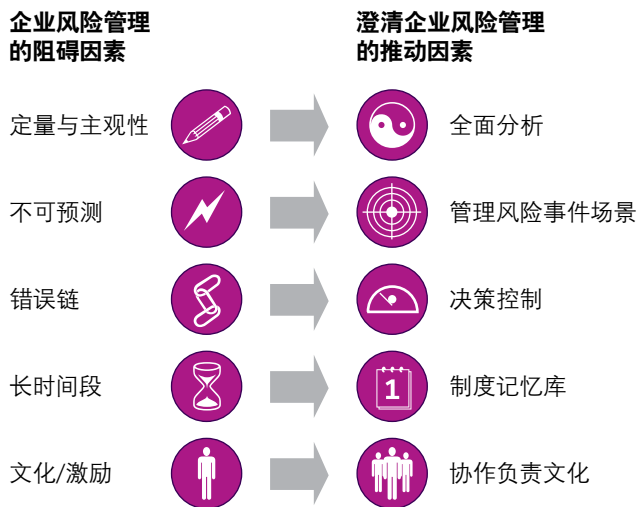 企业风险管理
的阻碍因素
澄清企业风险管理
的推动因素
定量与主观性
全面分析
不可预测
管理风险事件场景
错误链
决策控制
长时间段
1
制度记忆库
文化/激励
协作负责文化